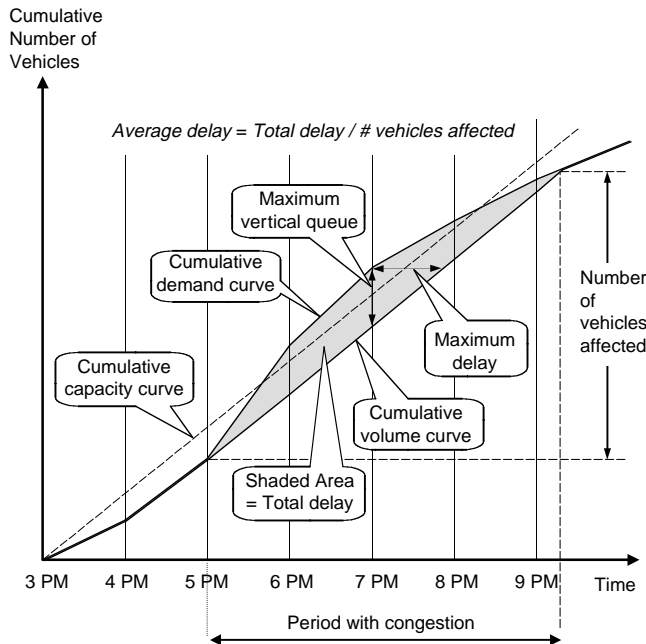 Cumulative
Number of
Vehicles
Average delay = Total delay / # vehicles affected
Maximum
vertical queue
Cumulative
demand curve
Number
of
vehicles
affected
Maximum
delay
Cumulative
capacity curve
Cumulative
volume curve
Shaded Area
= Total delay
3 PM 4 PM 5 PM 6 PM 7 PM 8 PM 9 PM Time
Period with congestion